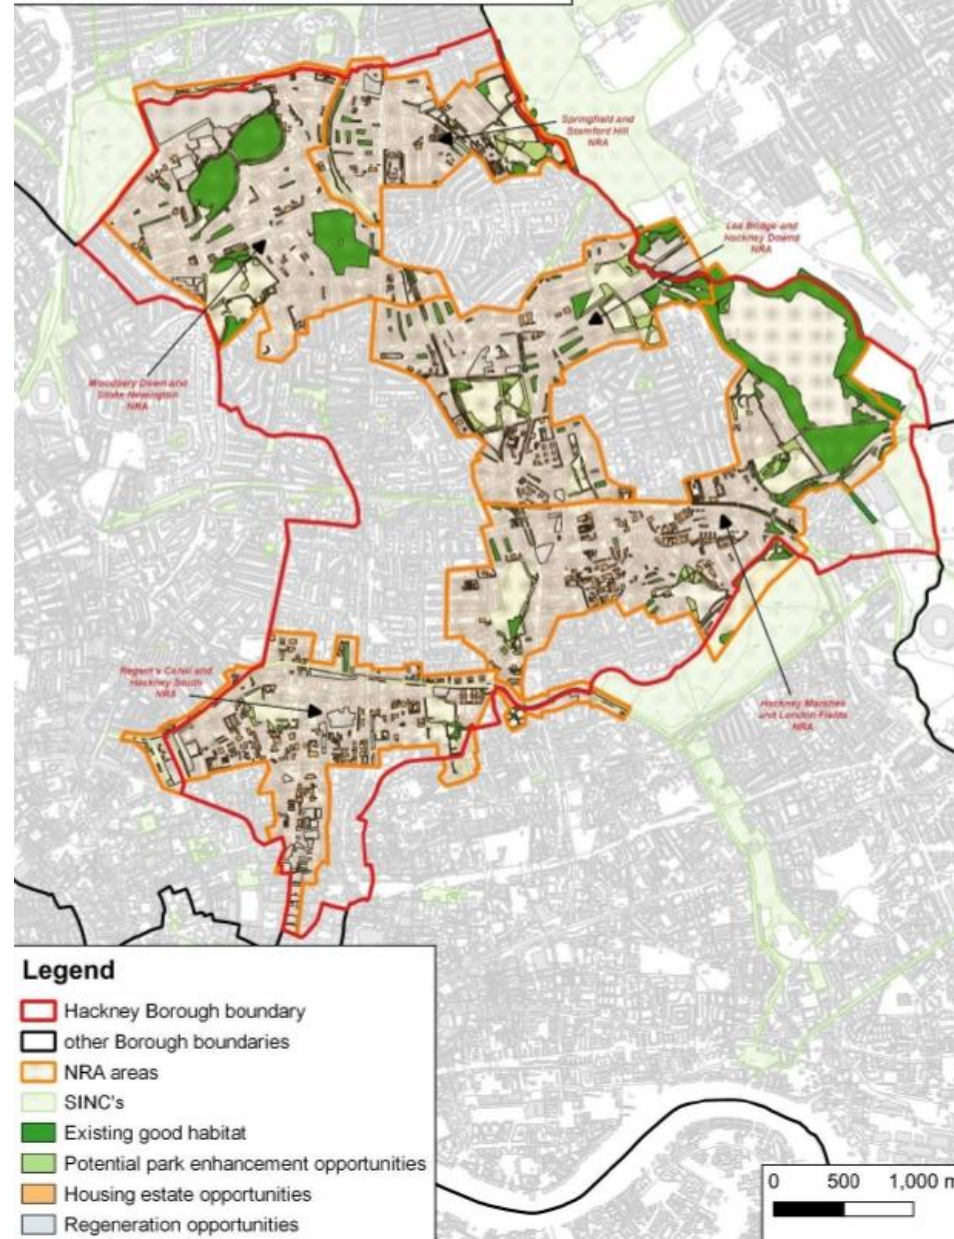 Springfield and
Stamford Hill
NRA
Lea Bridge and
Hackney Downs
NRA
Woodbery Down and
Stoke Newington
NRA
Regent's Canal and
Hackney South
NRA
Hackney Marshes
and London Fields
NRA
Legend
Hackney Borough boundary
other Borough boundaries
NRA areas
SINC's
Existing good habitat
Potential park enhancement opportunities
Housing estate opportunities
Regeneration opportunities
0 500 1,000 m